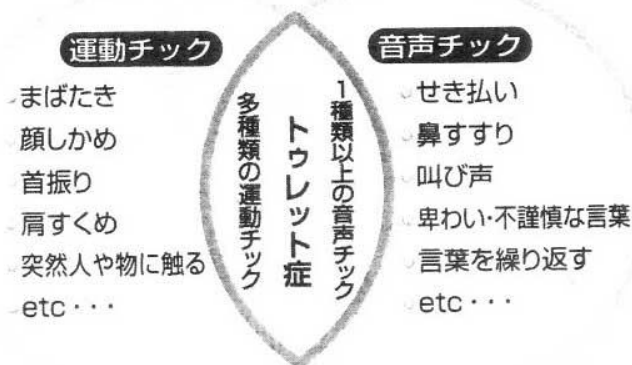 運動チック
まばたき
顔しかめ
首振り
肩すくめ
突然人や物に触る
etc・・・
1種類以上の音声チック
トゥレット症
多種類の運動チック
音声チック
せき払い
鼻すすり
叫び声
卑わい・不謹慎な言葉
言葉を繰り返す
etc・・・